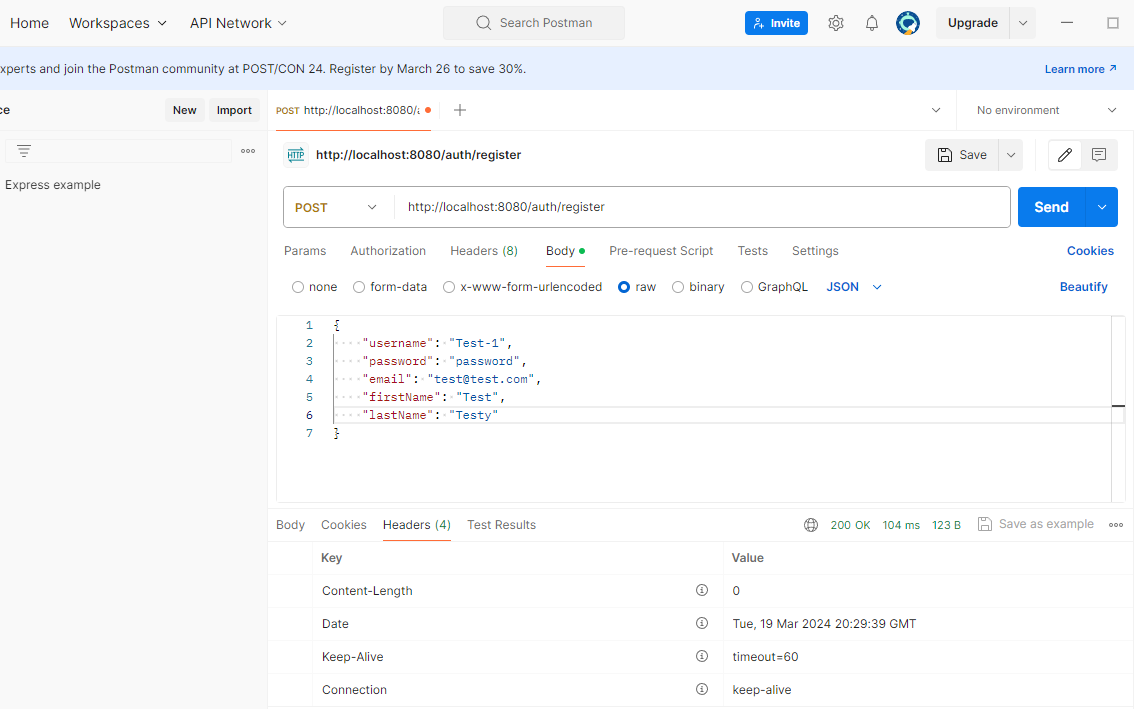 Home Workspaces API Network Search Postman Invite Upgrade
xperts and join the Postman community at POST/CON 24. Register by March 26 to save 30%. Learn more
ce New Import POST http://localhost:8080/a No environment
HTTP http://localhost:8080/auth/register Save
Express example
POST http://localhost:8080/auth/register Send
Params Authorization Headers (8) Body Pre-request Script Tests Settings Cookies
none form-data x-www-form-urlencoded raw binary GraphQL JSON Beautify
1 {
2 "username": "Test-1",
3 "password": "password",
4 "email": "test@test.com",
5 "firstName": "Test",
6 "lastName": "Testy"
7 }
Body Cookies Headers (4) Test Results 200 OK 104 ms 123 B Save as example
Key Value
Content-Length 0
Date Tue, 19 Mar 2024 20:29:39 GMT
Keep-Alive timeout=60
Connection keep-alive